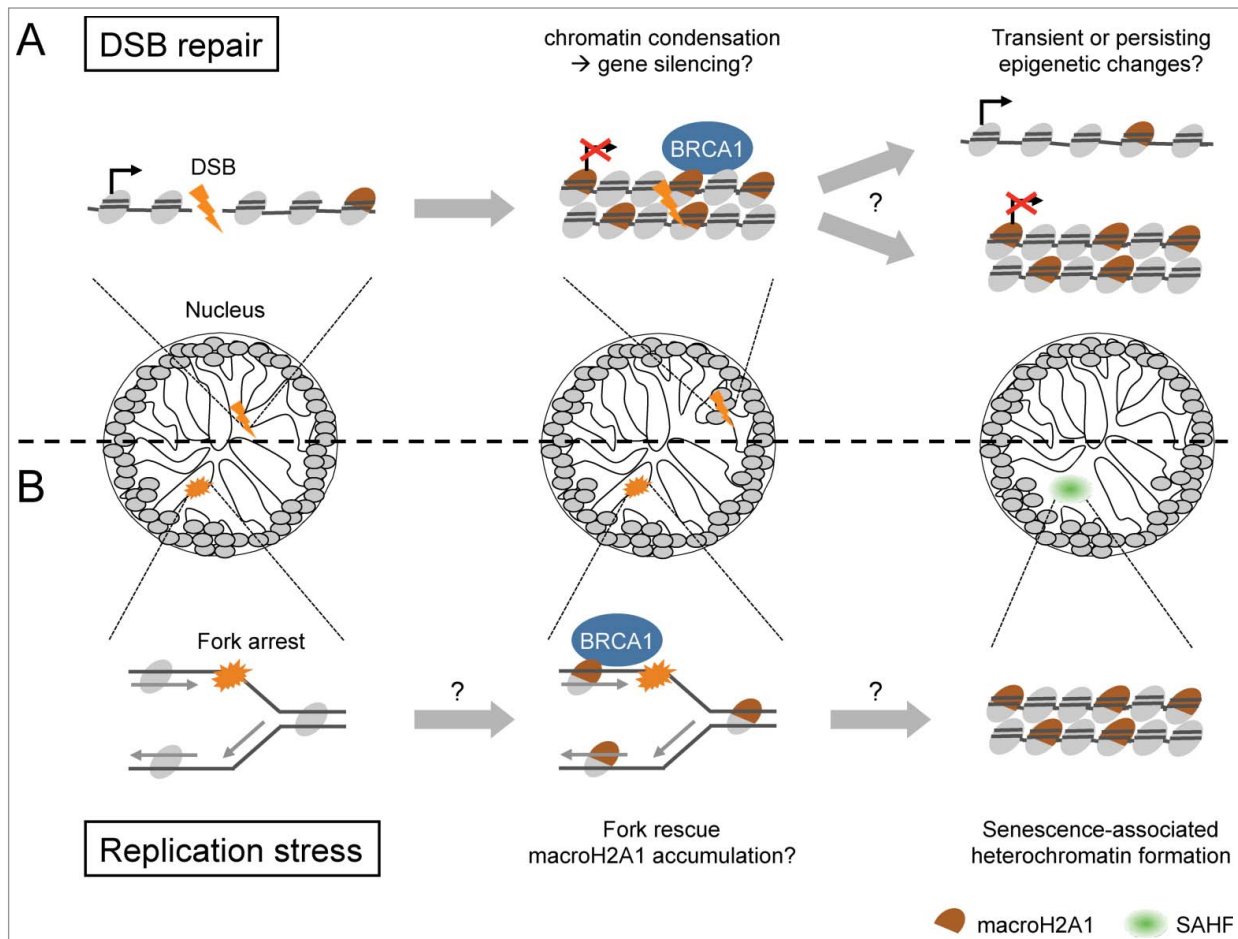 A
DSB repair
chromatin condensation
→ gene silencing?
Transient or persisting
epigenetic changes?
DSB
BRCA1
?
Nucleus
B
Fork arrest
?
BRCA1
?
Replication stress
Fork rescue
macroH2A1 accumulation?
Senescence-associated
heterochromatin formation
macroH2A1
SAHF